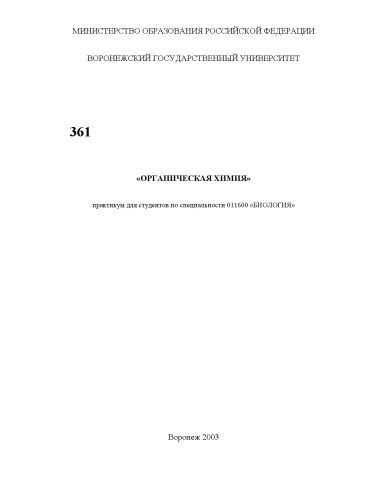 МИНИСТЕРСТВО ОБРАЗОВАНИЯ РОССИЙСКОЙ ФЕДЕРАЦИИ
ВОРОНЕЖСКИЙ ГОСУДАРСТВЕННЫЙ УНИВЕРСИТЕТ
361
«ОРГАНИЧЕСКАЯ ХИМИЯ»
практикум для студентов по специальности 011600 «БИОЛОГИЯ»
Воронеж 2003